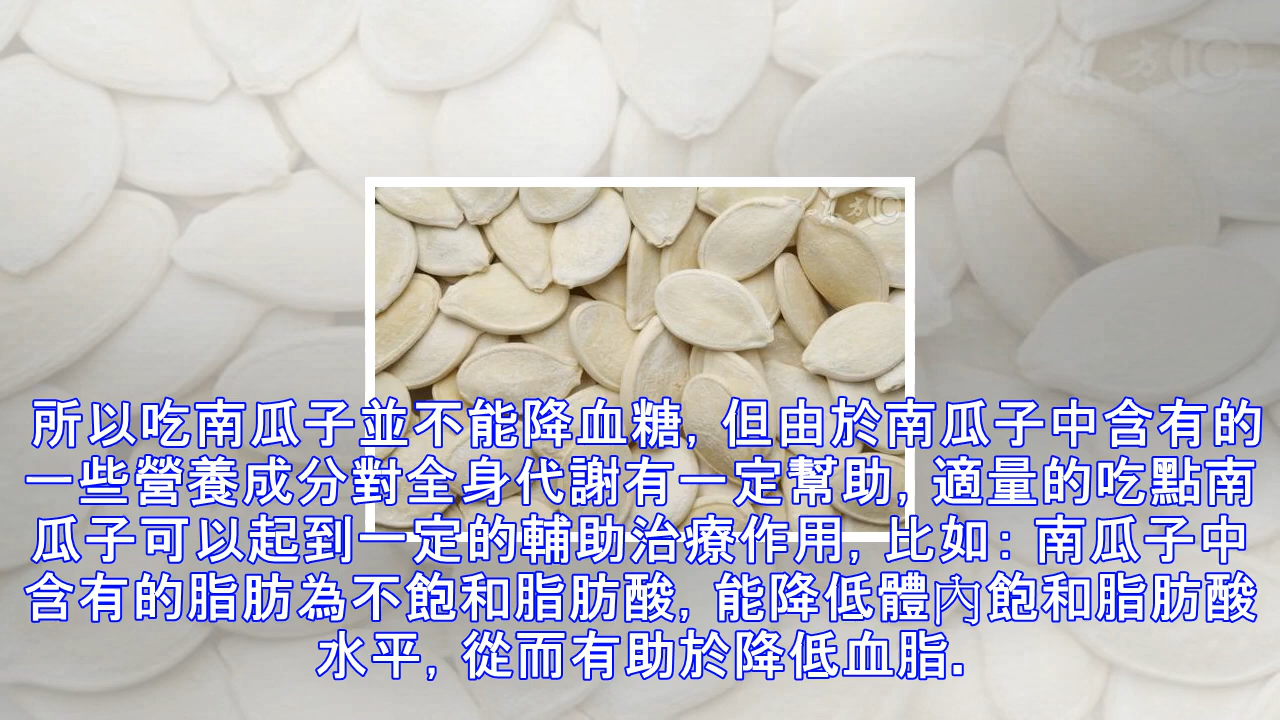 所以吃南瓜子並不能降血糖, 但由於南瓜子中含有的
一些營養成分對全身代謝有一定幫助, 適量的吃點南
瓜子可以起到一定的輔助治療作用, 比如: 南瓜子中
含有的脂肪為不飽和脂肪酸, 能降低體內飽和脂肪酸
水平, 從而有助於降低血脂.